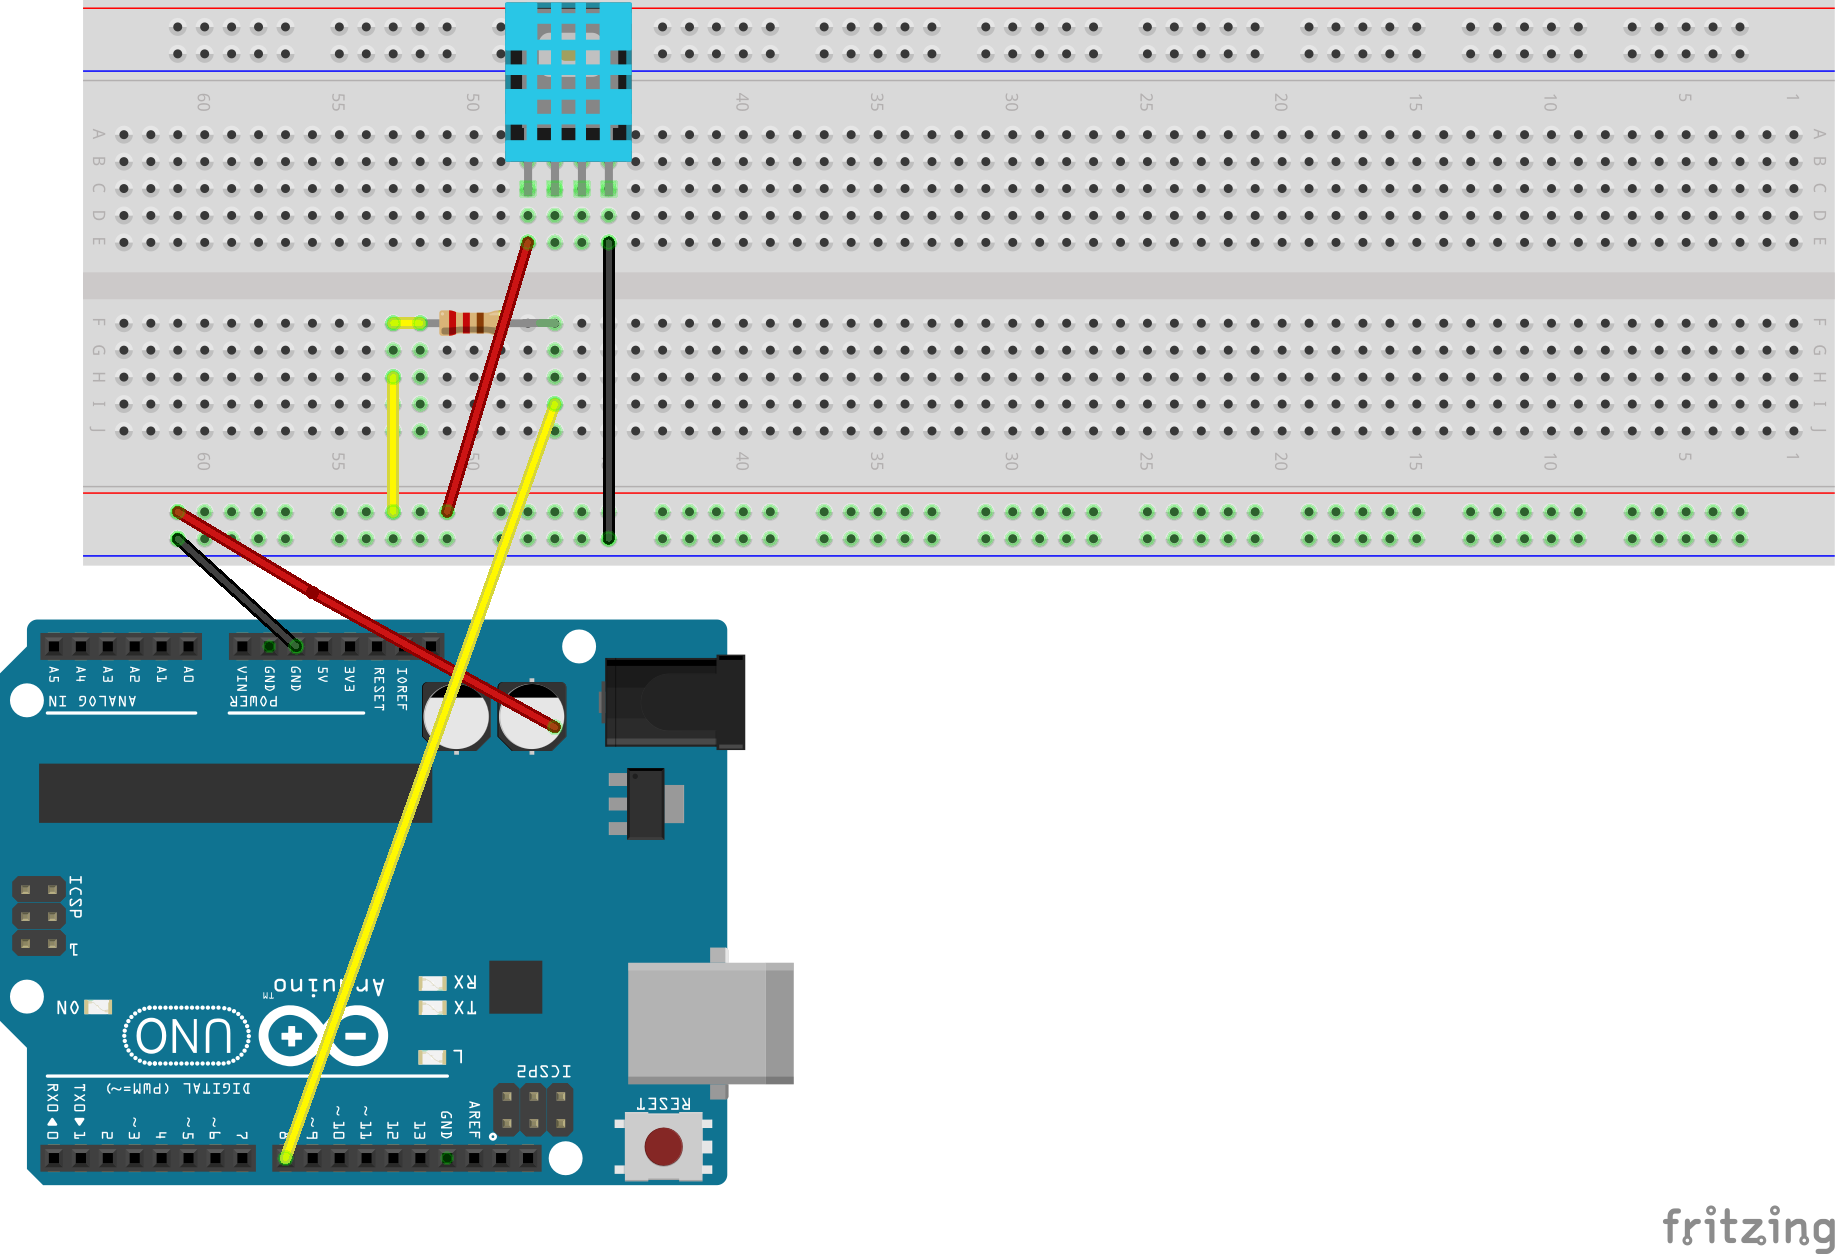 60 55 50 40 35 30 25 20 15 10 5 1
A A
B B
C C
D D
E E
F F
G G
H H
I I
J J
60 55 50 40 35 30 25 20 15 10 5 1
A5 A4 A3 A2 A1 A0 VIN GND GND 5V 3V3 RESET IOREF
ANALOG IN POWER
ICSP
1
Arduino™
RX
TX
ON
UNO
L
ICSP2
DIGITAL (PWM=~)
RESET
RX0◀0 TX0▶1 2 ~3 4 ~5 ~6 7 8 ~9 ~10 ~11 12 13 GND AREF
fritzing